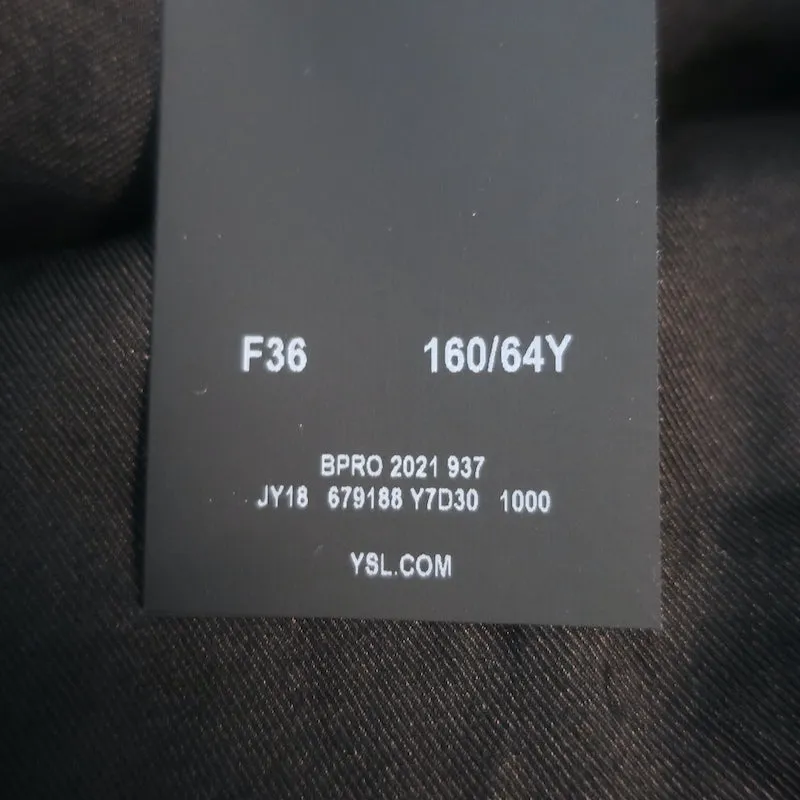 F36 160/64Y
BPRO 2021 937
JY18 679188 Y7D30 1000
YSL.COM